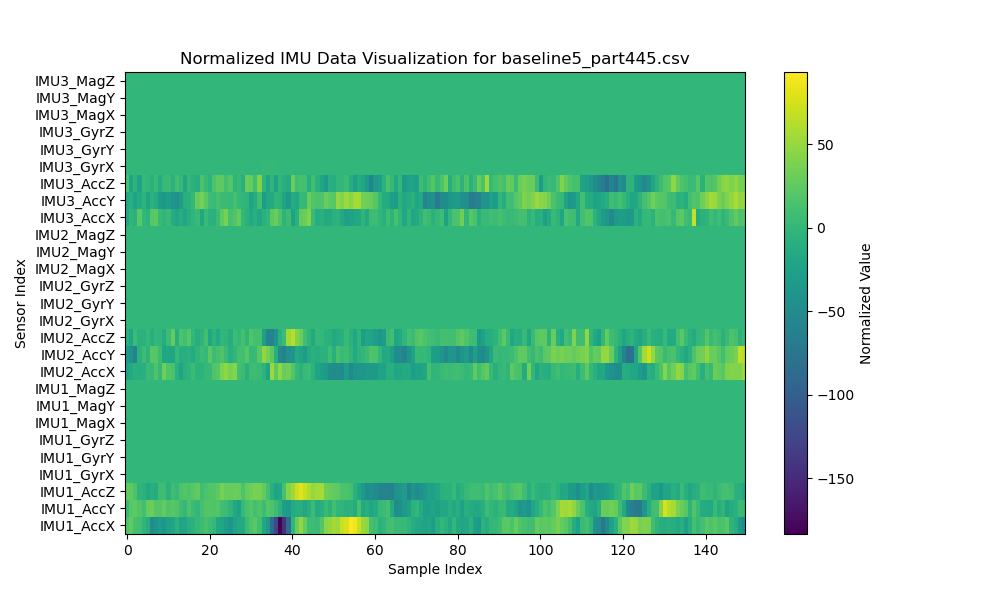 Normalized IMU Data Visualization for baseline5_part445.csv
IMU3_MagZ
IMU3_MagY
IMU3_MagX
IMU3_GyrZ
IMU3_GyrY
IMU3_GyrX
IMU3_AccZ
IMU3_AccY
IMU3_AccX
IMU2_MagZ
IMU2_MagY
IMU2_MagX
IMU2_GyrZ
IMU2_GyrY
IMU2_GyrX
IMU2_AccZ
IMU2_AccY
IMU2_AccX
IMU1_MagZ
IMU1_MagY
IMU1_MagX
IMU1_GyrZ
IMU1_GyrY
IMU1_GyrX
IMU1_AccZ
IMU1_AccY
IMU1_AccX
Sensor Index
0 20 40 60 80 100 120 140
Sample Index
50
0
−50
−100
−150
Normalized Value